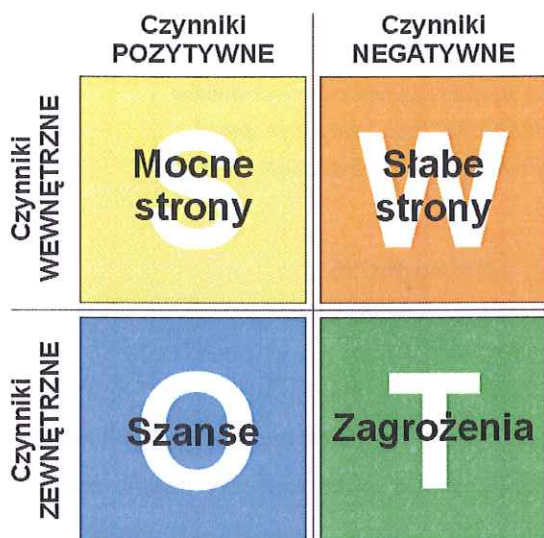 Czynniki
POZYTYWNE
Czynniki
NEGATYWNE
Czynniki
WEWNĘTRZNE
S
Mocne
strony
W
Słabe
strony
Czynniki
ZEWNĘTRZNE
O
Szanse
T
Zagrożenia